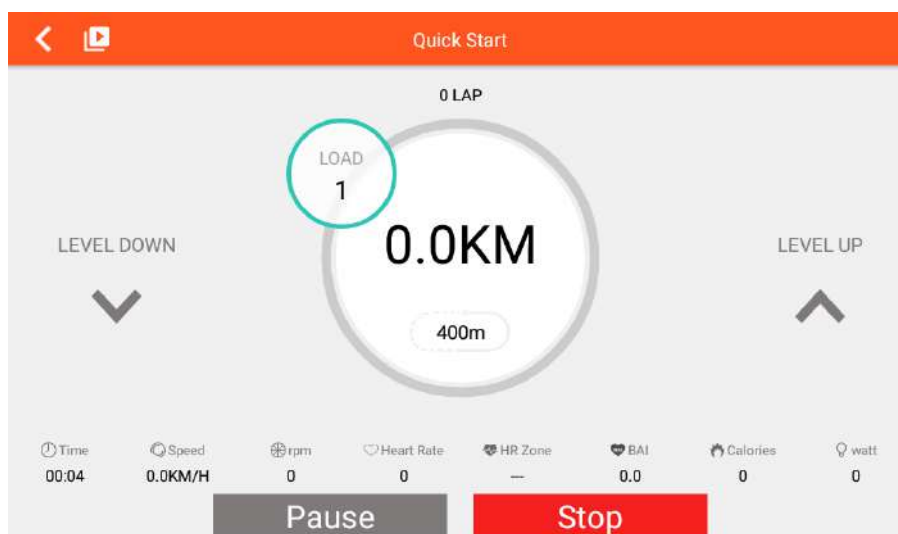 Quick Start
0 LAP
LOAD
1
0.0KM
LEVEL DOWN
LEVEL UP
400m
Time Speed rpm Heart Rate HR Zone BAI Calories watt
00:04 0.0KM/H 0 0 --- 0.0 0 0
Pause Stop